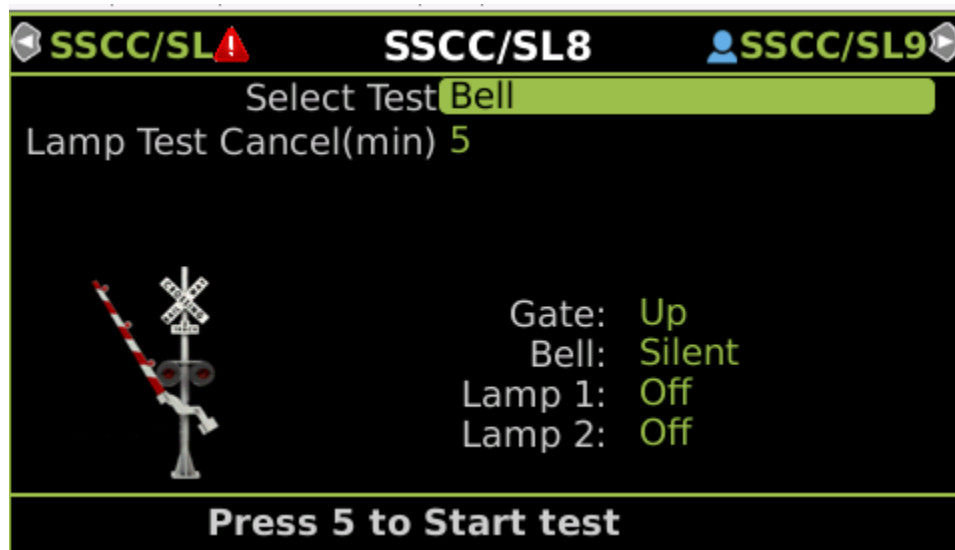 SSCC/SL SSCC/SL8 SSCC/SL9
Select Test Bell
Lamp Test Cancel(min) 5
CROSSING
Gate: Up
Bell: Silent
Lamp 1: Off
Lamp 2: Off
Press 5 to Start test